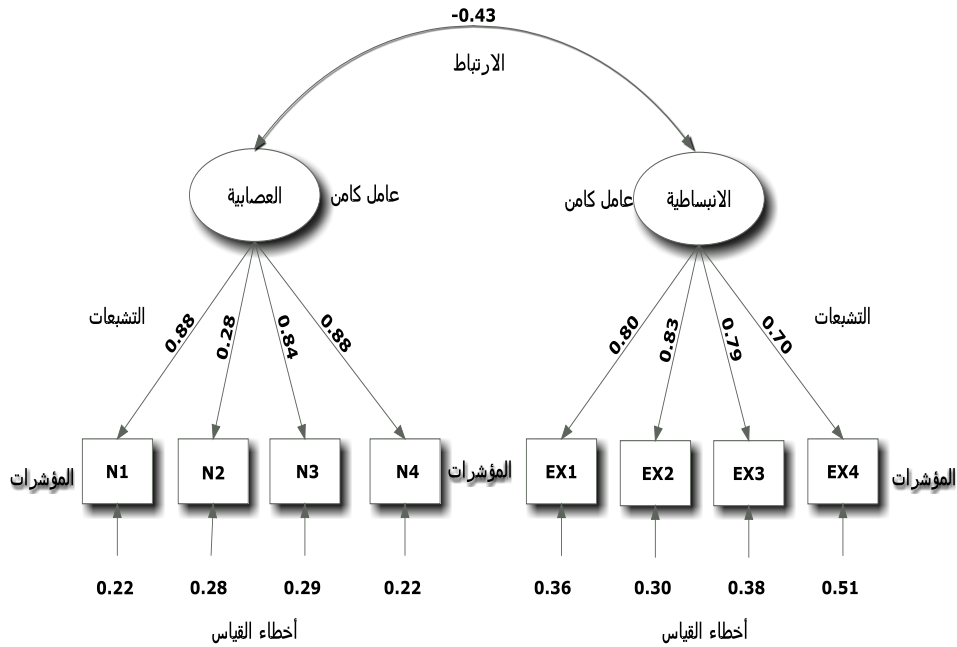 -0.43
الارتباط
العصابية
عامل كامن
عامل كامن
الانبساطية
التشبعات
0.88
0.28
0.84
0.88
0.80
0.83
0.79
0.70
التشبعات
المؤشرات
N1
N2
N3
N4
المؤشرات
EX1
EX2
EX3
EX4
المؤشرات
0.22
0.28
0.29
0.22
0.36
0.30
0.38
0.51
أخطاء القياس
أخطاء القياس